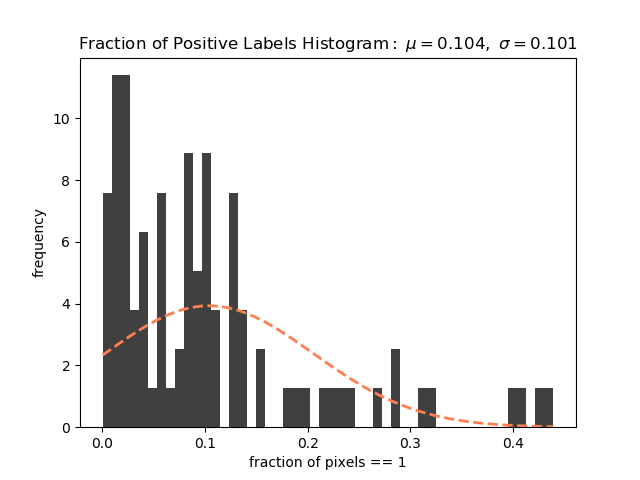 Fraction of Positive Labels Histogram: μ = 0.104, σ = 0.101
10
8
6
4
2
0
frequency
0.0 0.1 0.2 0.3 0.4
fraction of pixels == 1